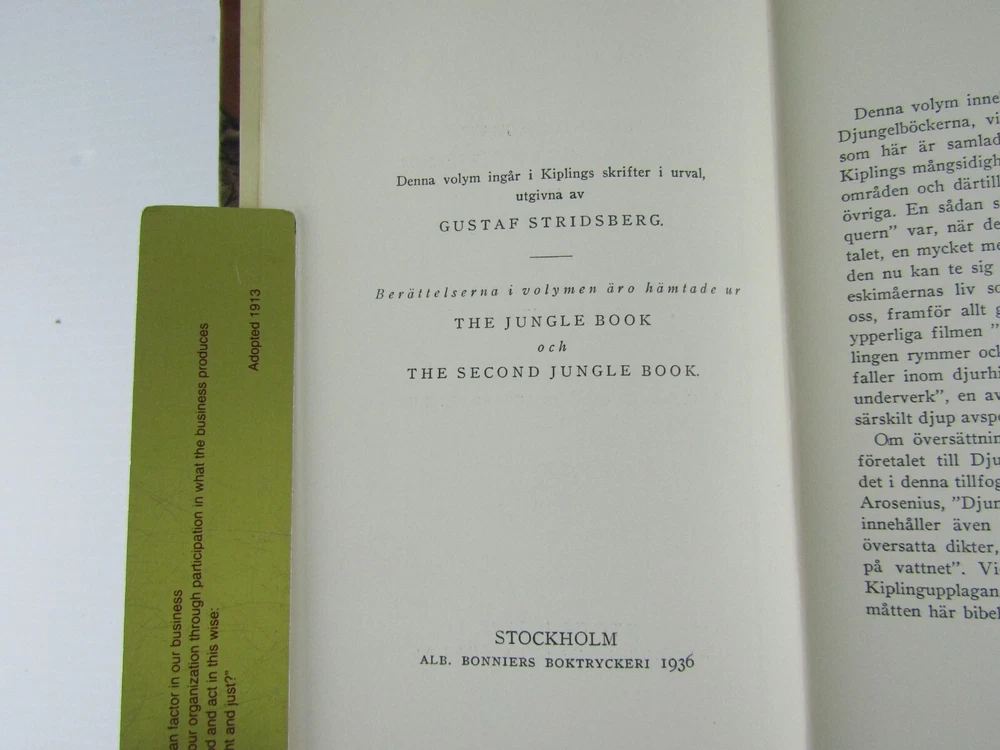 Denna volym ingår i Kiplings skrifter i urval,
utgivna av
GUSTAF STRIDSBERG.
Berättelserna i volymen äro hämtade ur
THE JUNGLE BOOK
och
THE SECOND JUNGLE BOOK.
STOCKHOLM
ALB. BONNIERS BOKTRYCKERI 1936
Denna volym inne
Djungelböckerna, vi
som här är samlad
Kiplings mångsidigh
områden och därtill
övriga. En sådan s
quern" var, när de
talet, en mycket me
den nu kan te sig
eskimåernas liv so
oss, framför allt g
ypperliga filmen "
lingen rymmer och
faller inom djurhi
underverk", en av
särskilt djup avspe
Om översättnin
företalet till Dju
det i denna tillfog
Arosenius, "Djun
innehåller även
översatta dikter,
på vattnet". Vi
Kiplingupplagan
måtten här bibel
Adopted 1913
an factor in our business
our organization through participation in what the business produces
d and act in this wise:
ht and just?"